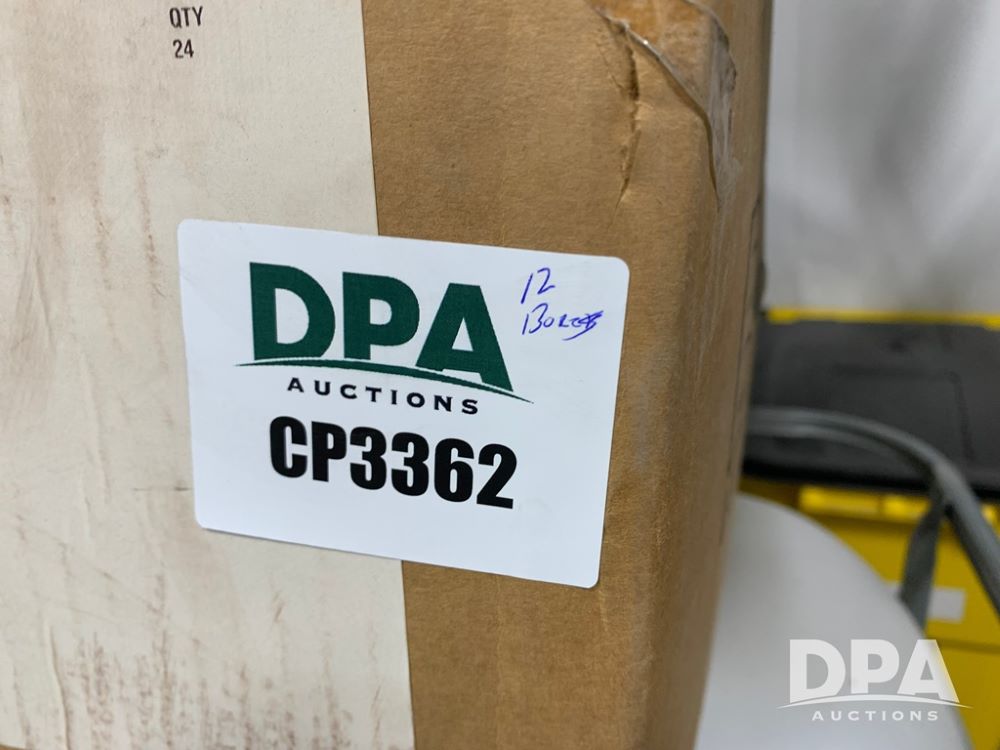 QTY
24
DPA
AUCTIONS
CP3362
12
Boxes
DPA
AUCTIONS